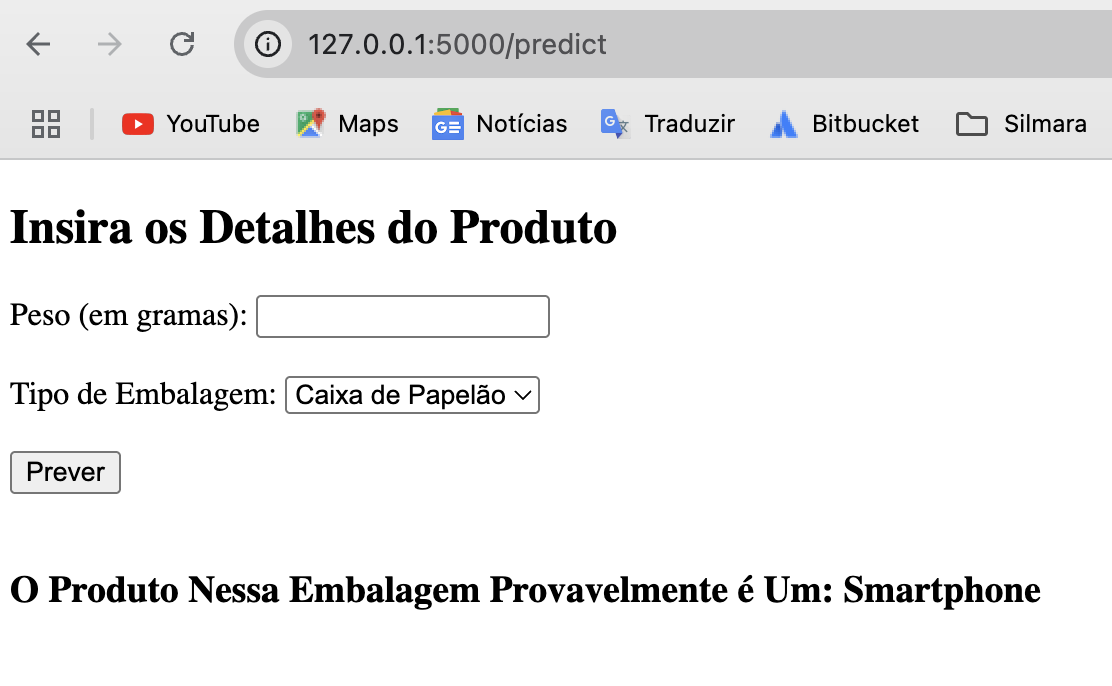 127.0.0.1:5000/predict
YouTube Maps Notícias Traduzir Bitbucket Silmara
Insira os Detalhes do Produto
Peso (em gramas):
Tipo de Embalagem: Caixa de Papelão
Prever
O Produto Nessa Embalagem Provavelmente é Um: Smartphone